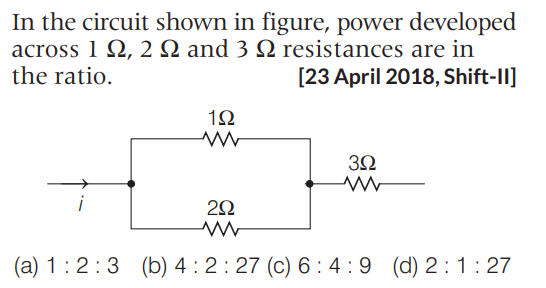 In the circuit shown in figure, power developed
across 1 Ω, 2 Ω and 3 Ω resistances are in
the ratio. [23 April 2018, Shift-II]
1Ω
3Ω
i
2Ω
(a) 1 : 2 : 3 (b) 4 : 2 : 27 (c) 6 : 4 : 9 (d) 2 : 1 : 27